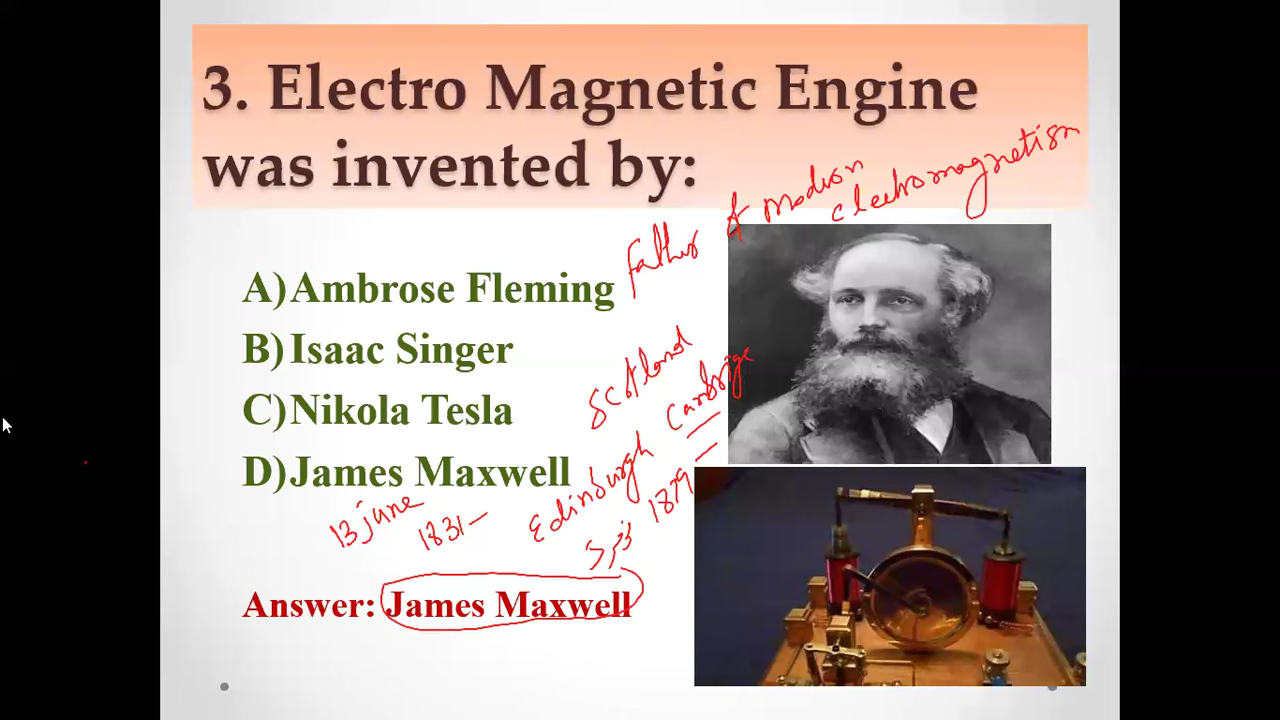 3. Electro Magnetic Engine
was invented by:
Father of modern
electromagnetism
A) Ambrose Fleming
B) Isaac Singer
Scotland
C) Nikola Tesla
Cambrige
D) James Maxwell
Edinburgh
13 june
1831-
1879 -
Answer: James Maxwell